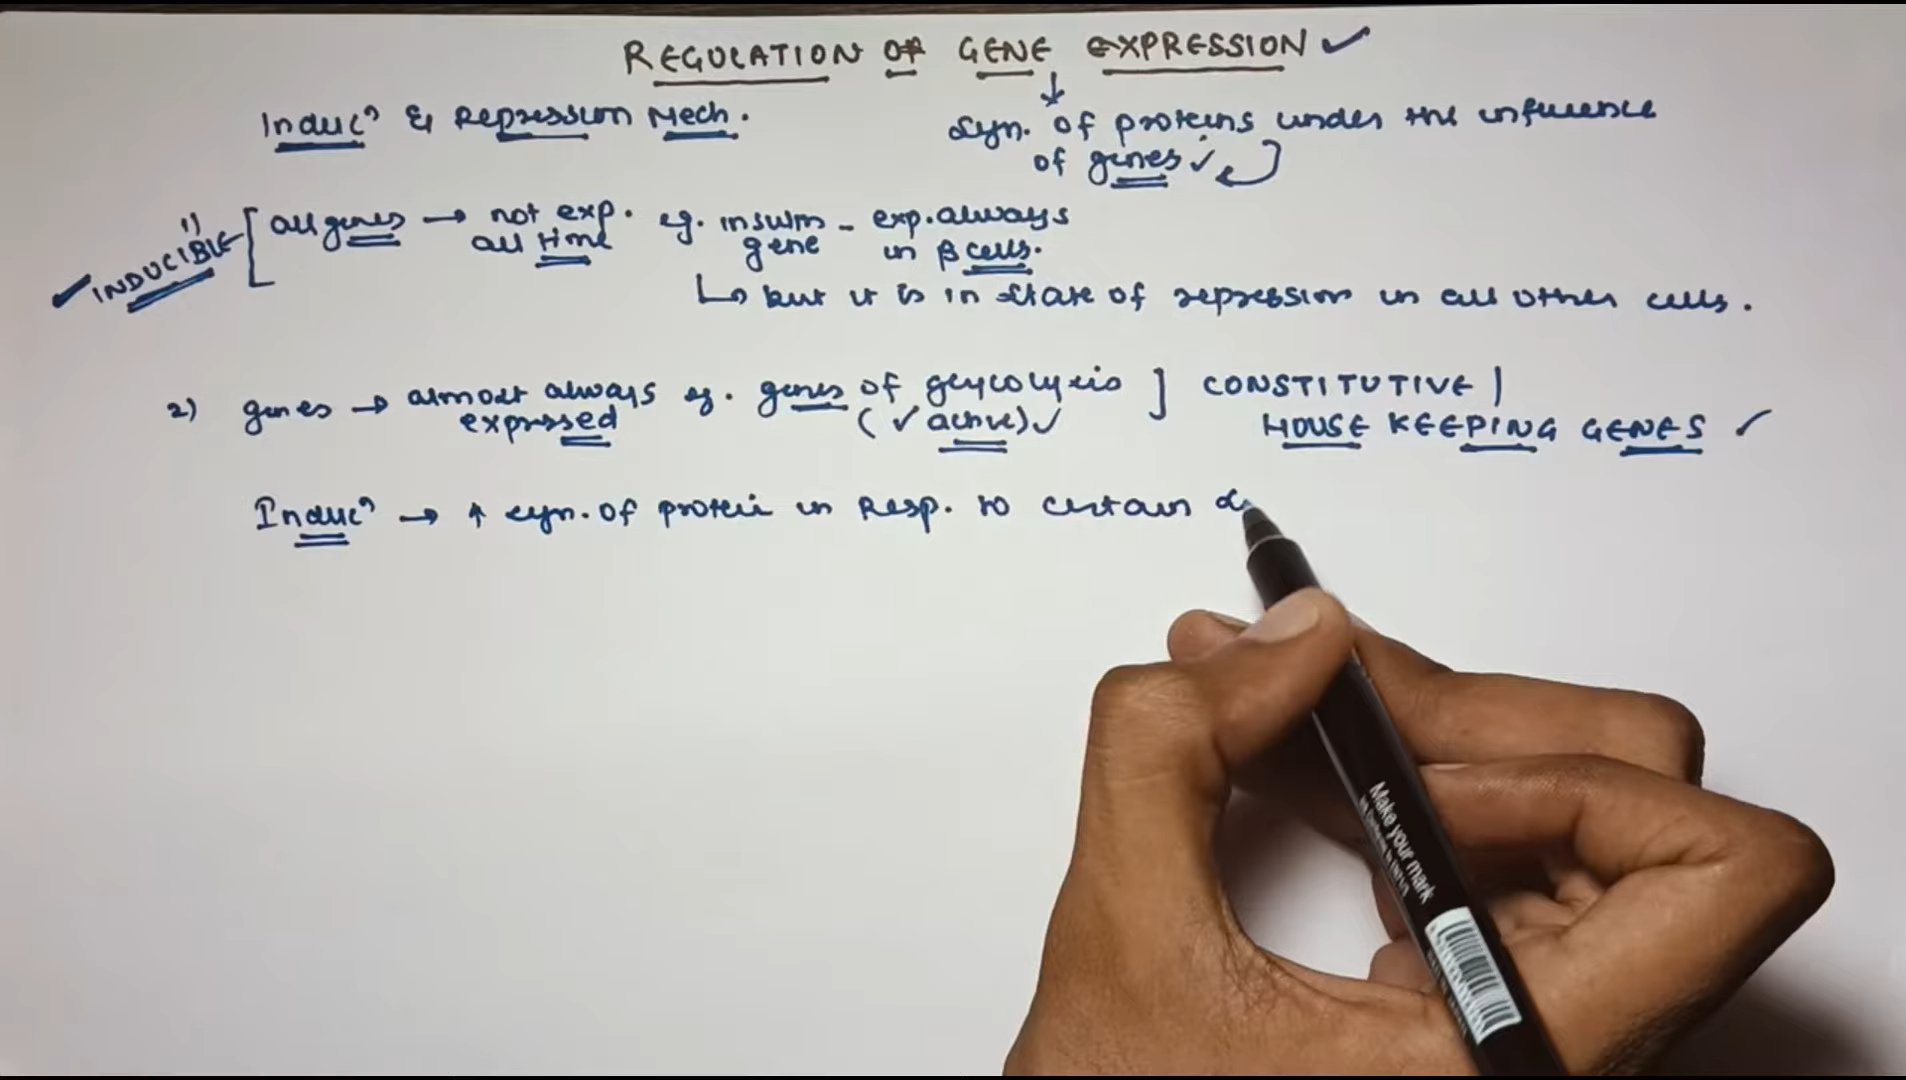 REGULATION OF GENE EXPRESSION ✓
Inducⁿ & Repression Mech.
↓
Syn. of proteins under the influence
of genes ✓
INDUCIBLE
1) all genes → not exp. all time eg. insulin gene - exp. always in β cells.
↳ but it is in state of repression in all other cells.
2) genes → almost always expressed eg. genes of glycolysis (✓ active) ✓ ] CONSTITUTIVE |
HOUSE KEEPING GENES ✓
Inducⁿ → ↑ syn. of protein in Resp. to certain
Make your mark